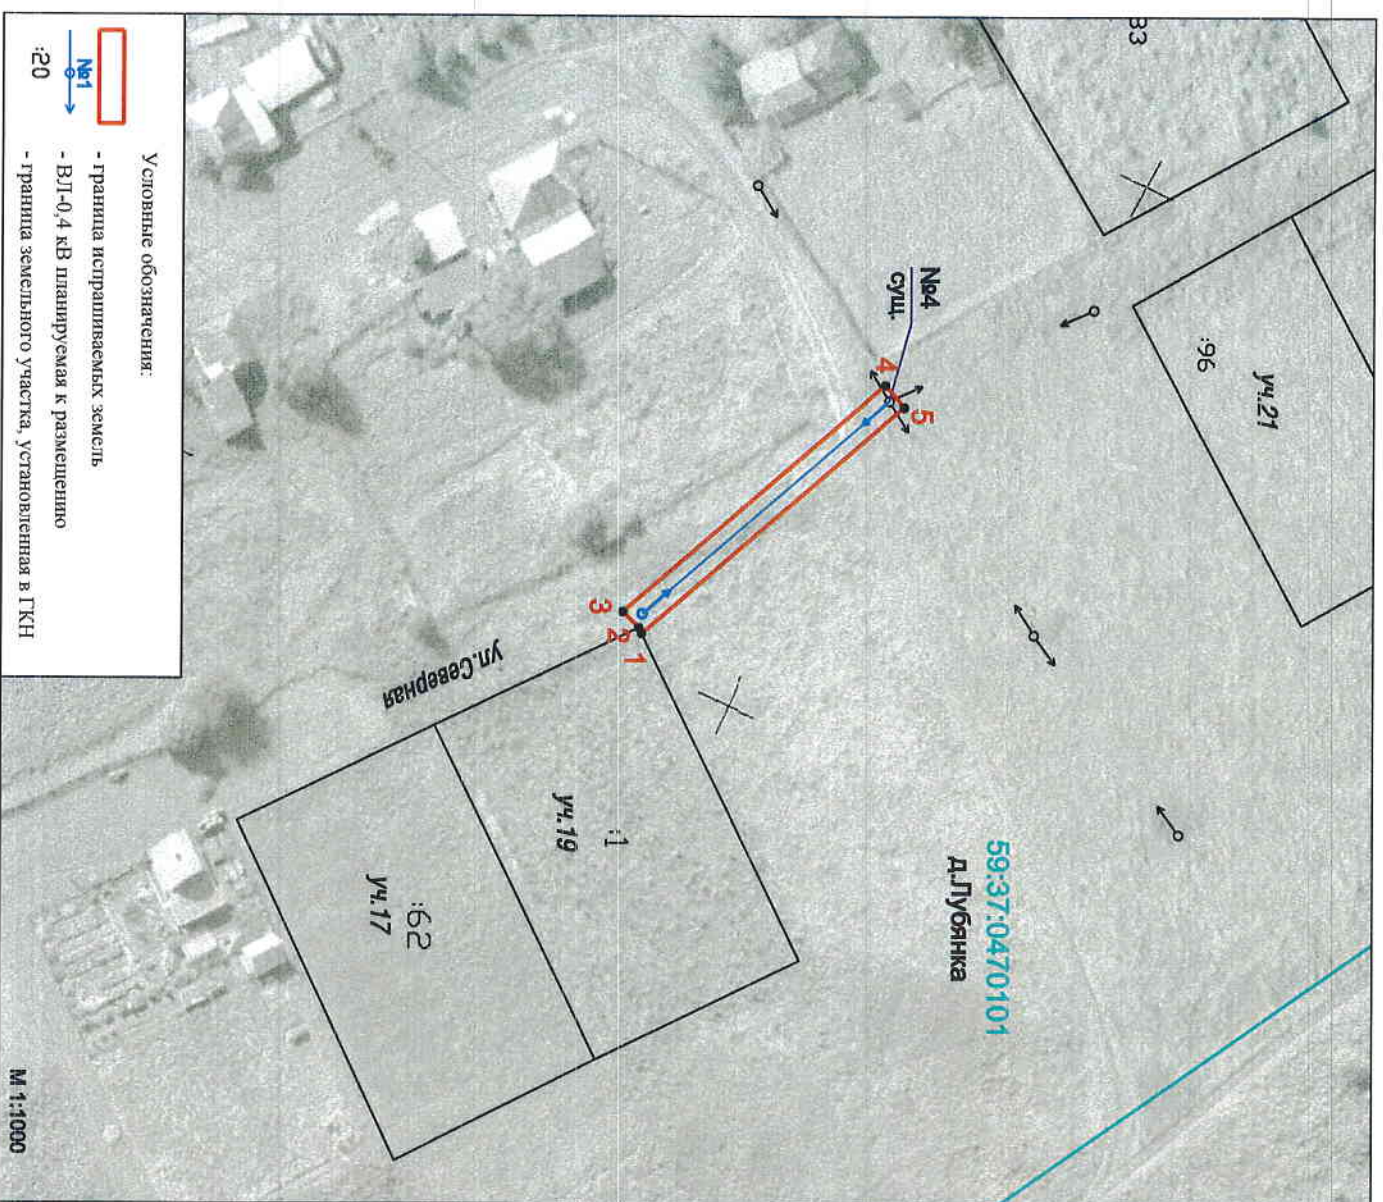 33
уч.21
:96
№4
сущ.
4
5
59:37:0470101
д.Лубянка
3
2
1
ул.Северная
:1
уч.19
:62
уч.17
Условные обозначения:
- граница испрашиваемых земель
№1
- ВЛ-0,4 кВ планируемая к размещению
:20
- граница земельного участка, установленная в ГКН
М 1:1000